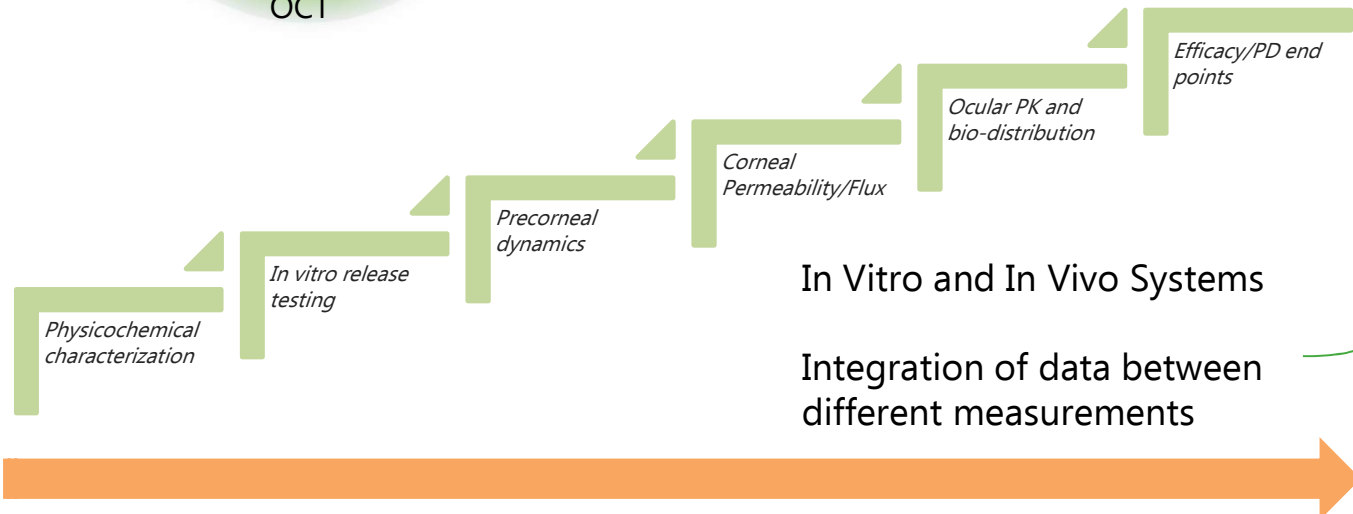 OCT
Efficacy/PD end
points
Ocular PK and
bio-distribution
Corneal
Permeability/Flux
Precorneal
dynamics
In vitro release
testing
Physicochemical
characterization
In Vitro and In Vivo Systems
Integration of data between
different measurements